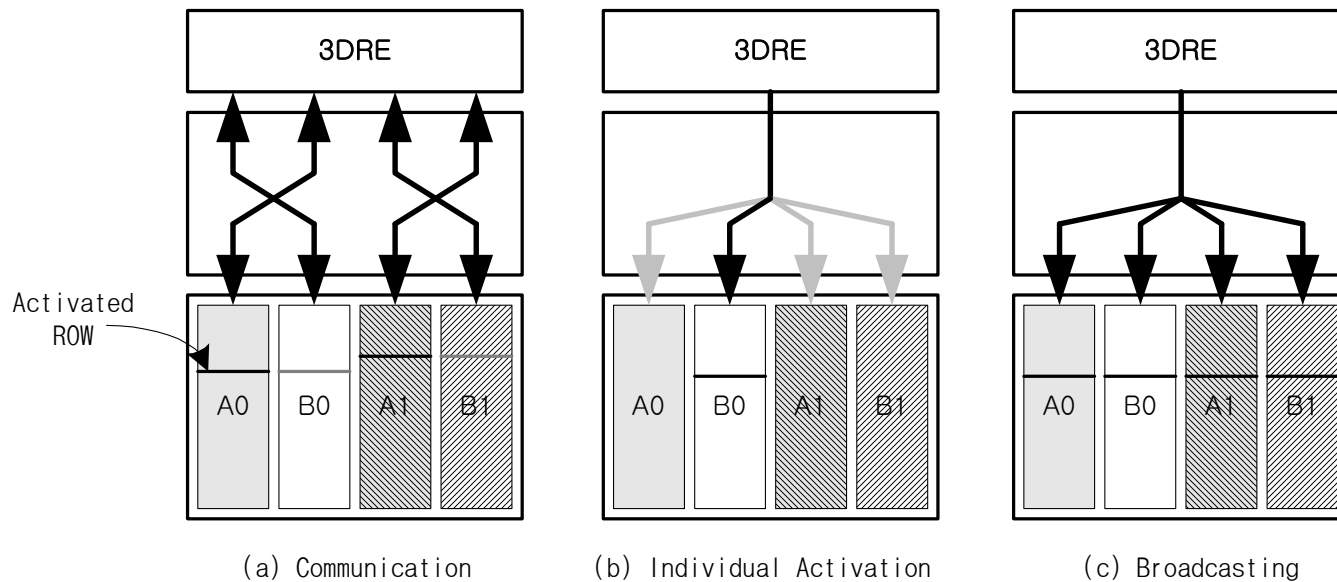 3DRE
3DRE
3DRE
Activated
ROW
A0
B0
A1
B1
A0
B0
A1
B1
A0
B0
A1
B1
(a) Communication
(b) Individual Activation
(c) Broadcasting